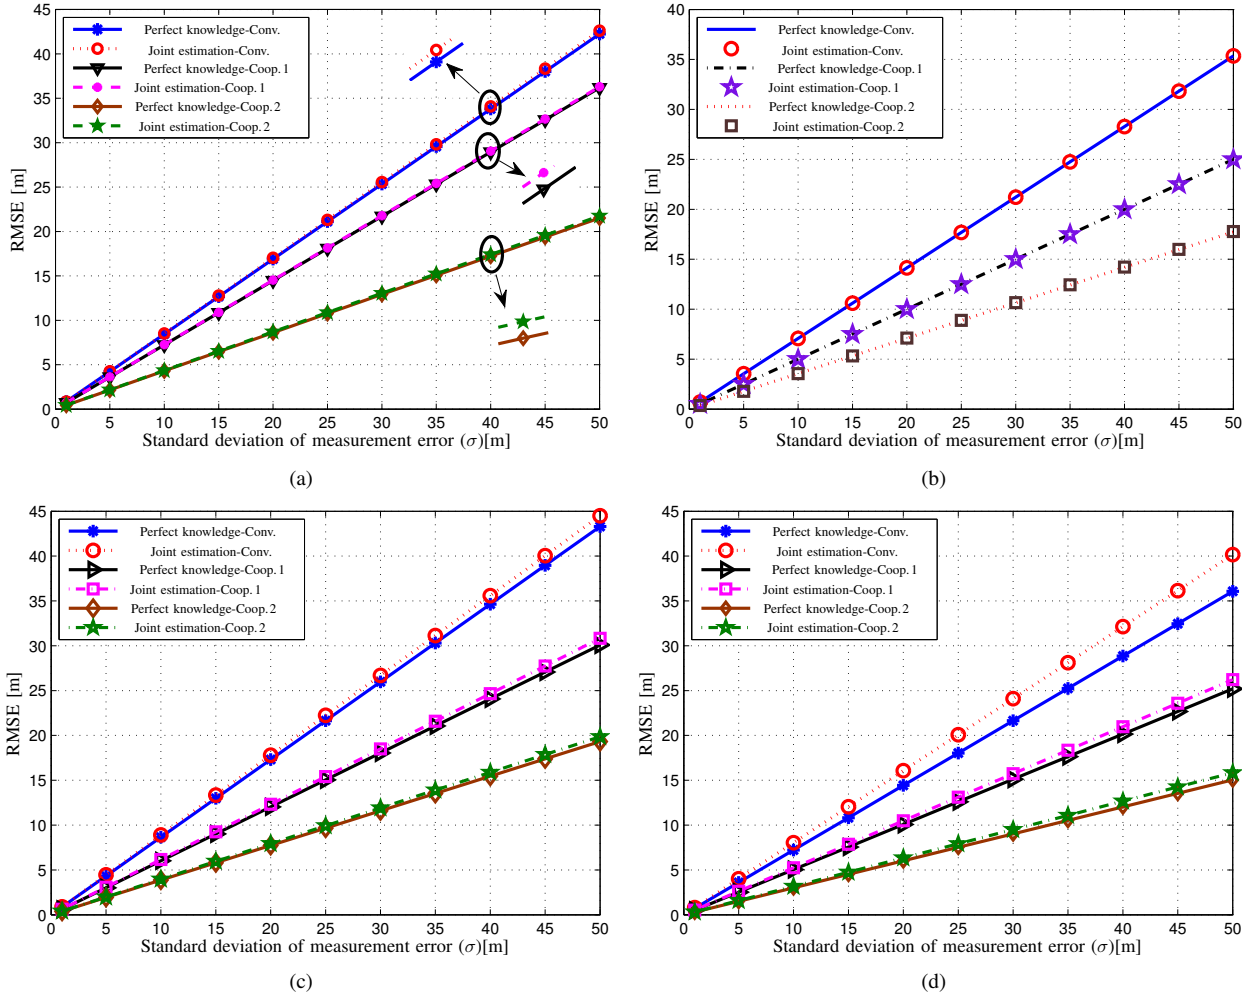 45
40
35
30
25
20
15
10
5
0
RMSE [m]
Perfect knowledge-Conv.
Joint estimation-Conv.
Perfect knowledge-Coop. 1
Joint estimation-Coop. 1
Perfect knowledge-Coop. 2
Joint estimation-Coop. 2
0 5 10 15 20 25 30 35 40 45 50
Standard deviation of measurement error (σ)[m]
(a)
40
35
30
25
20
15
10
5
0
RMSE [m]
Perfect knowledge-Conv.
Joint estimation-Conv.
Perfect knowledge-Coop. 1
Joint estimation-Coop. 1
Perfect knowledge-Coop. 2
Joint estimation-Coop. 2
0 5 10 15 20 25 30 35 40 45 50
Standard deviation of measurement error (σ)[m]
(b)
45
40
35
30
25
20
15
10
5
0
RMSE [m]
Perfect knowledge-Conv.
Joint estimation-Conv.
Perfect knowledge-Coop. 1
Joint estimation-Coop. 1
Perfect knowledge-Coop. 2
Joint estimation-Coop. 2
0 5 10 15 20 25 30 35 40 45 50
Standard deviation of measurement error (σ)[m]
(c)
45
40
35
30
25
20
15
10
5
0
RMSE [m]
Perfect knowledge-Conv.
Joint estimation-Conv.
Perfect knowledge-Coop. 1
Joint estimation-Coop. 1
Perfect knowledge-Coop. 2
Joint estimation-Coop. 2
0 5 10 15 20 25 30 35 40 45 50
Standard deviation of measurement error (σ)[m]
(d)